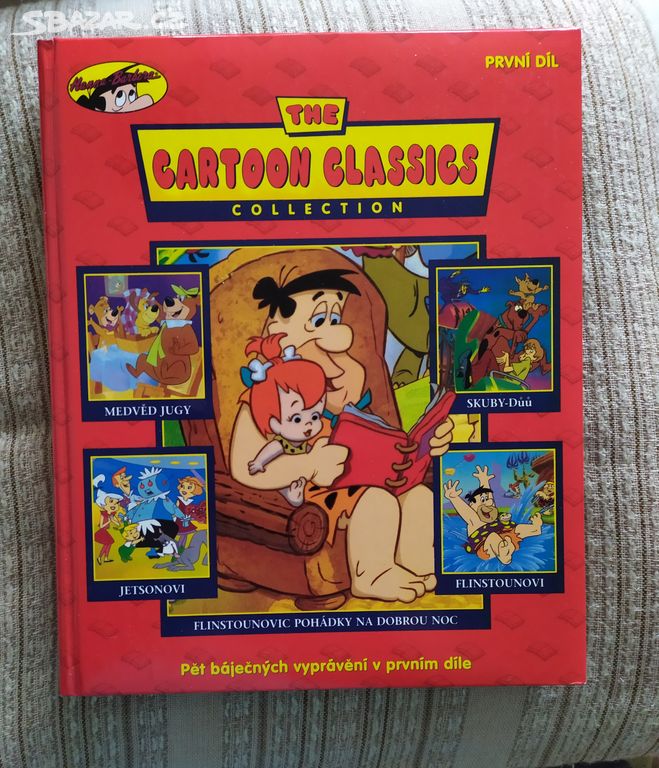 SBAZAR.CZ
Hanna-Barbera
PRVNÍ DÍL
THE
CARTOON CLASSICS
COLLECTION
MEDVĚD JUGY
SKUBY-DŮŮ
JETSONOVI
FLINSTOUNOVI
FLINSTOUNOVIC POHÁDKY NA DOBROU NOC
Pět báječných vyprávění v prvním díle